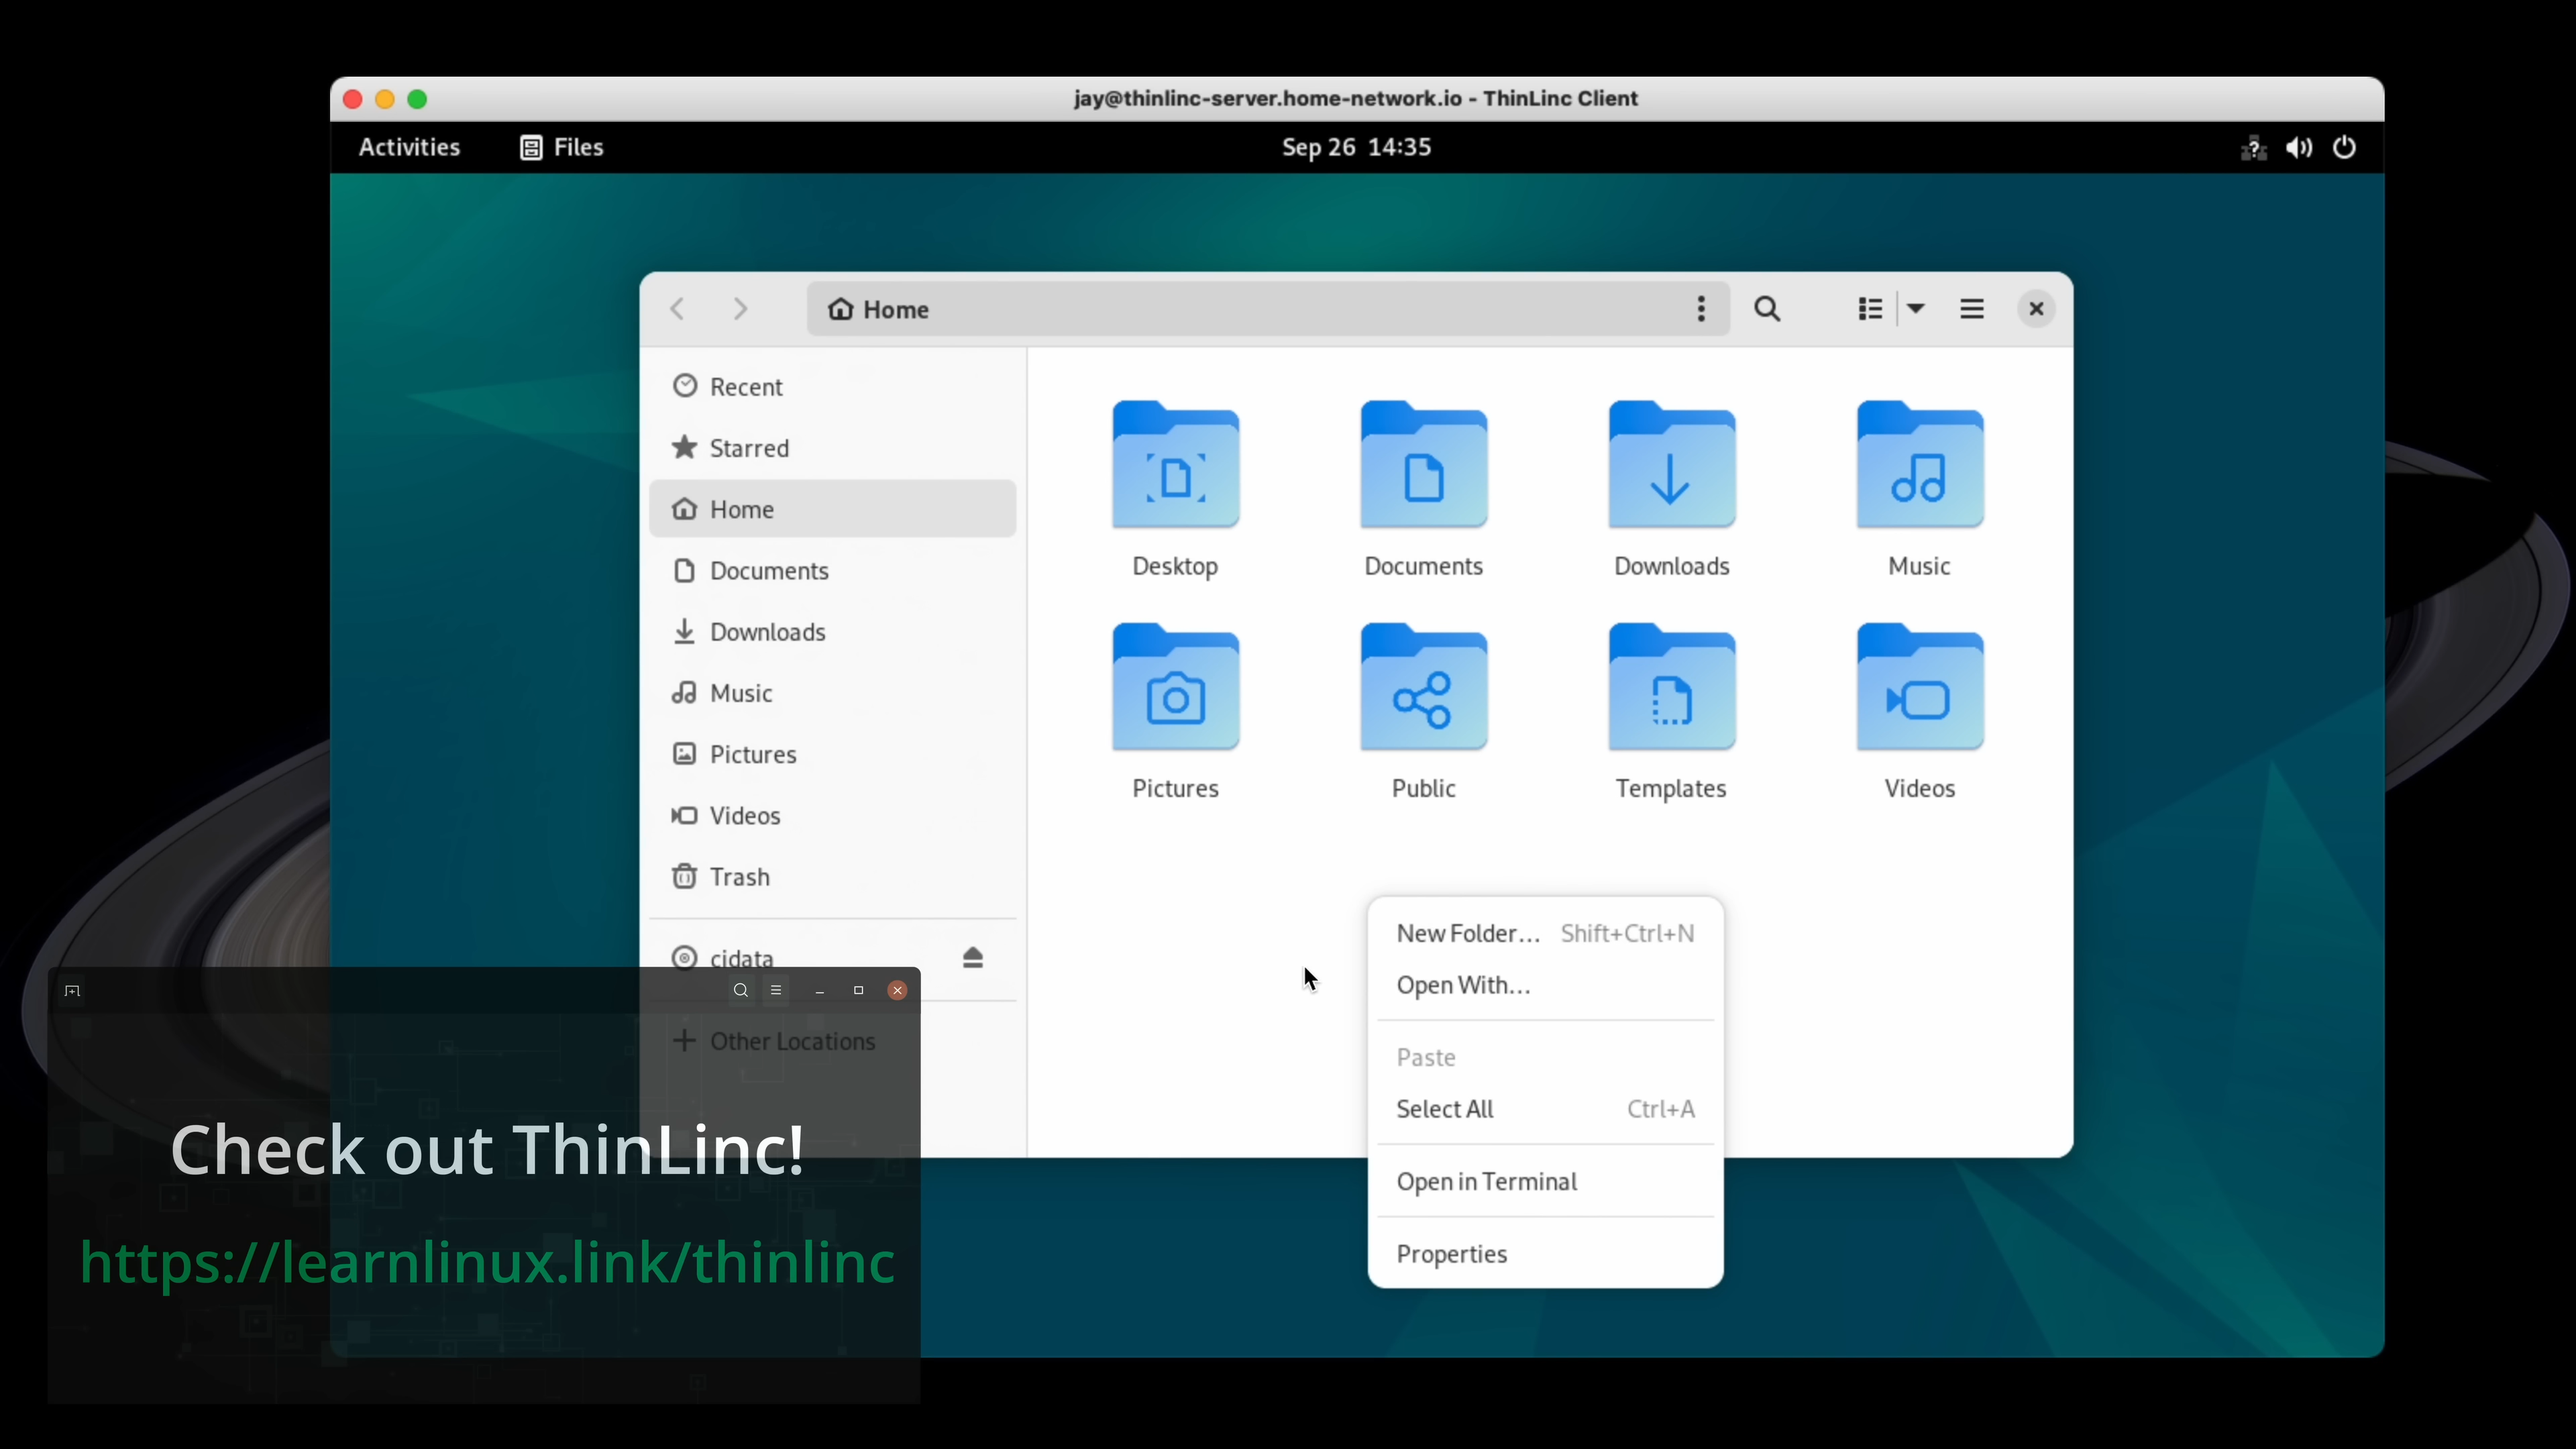 jay@thinlinc-server.home-network.io - ThinLinc Client
Activities Files Sep 26 14:35
Home
Recent
Starred
Home
Documents
Downloads
Music
Pictures
Videos
Trash
cidata
Other Locations
Desktop Documents Downloads Music
Pictures Public Templates Videos
New Folder... Shift+Ctrl+N
Open With...
Paste
Select All Ctrl+A
Open in Terminal
Properties
Check out ThinLinc!
https://learnlinux.link/thinlinc